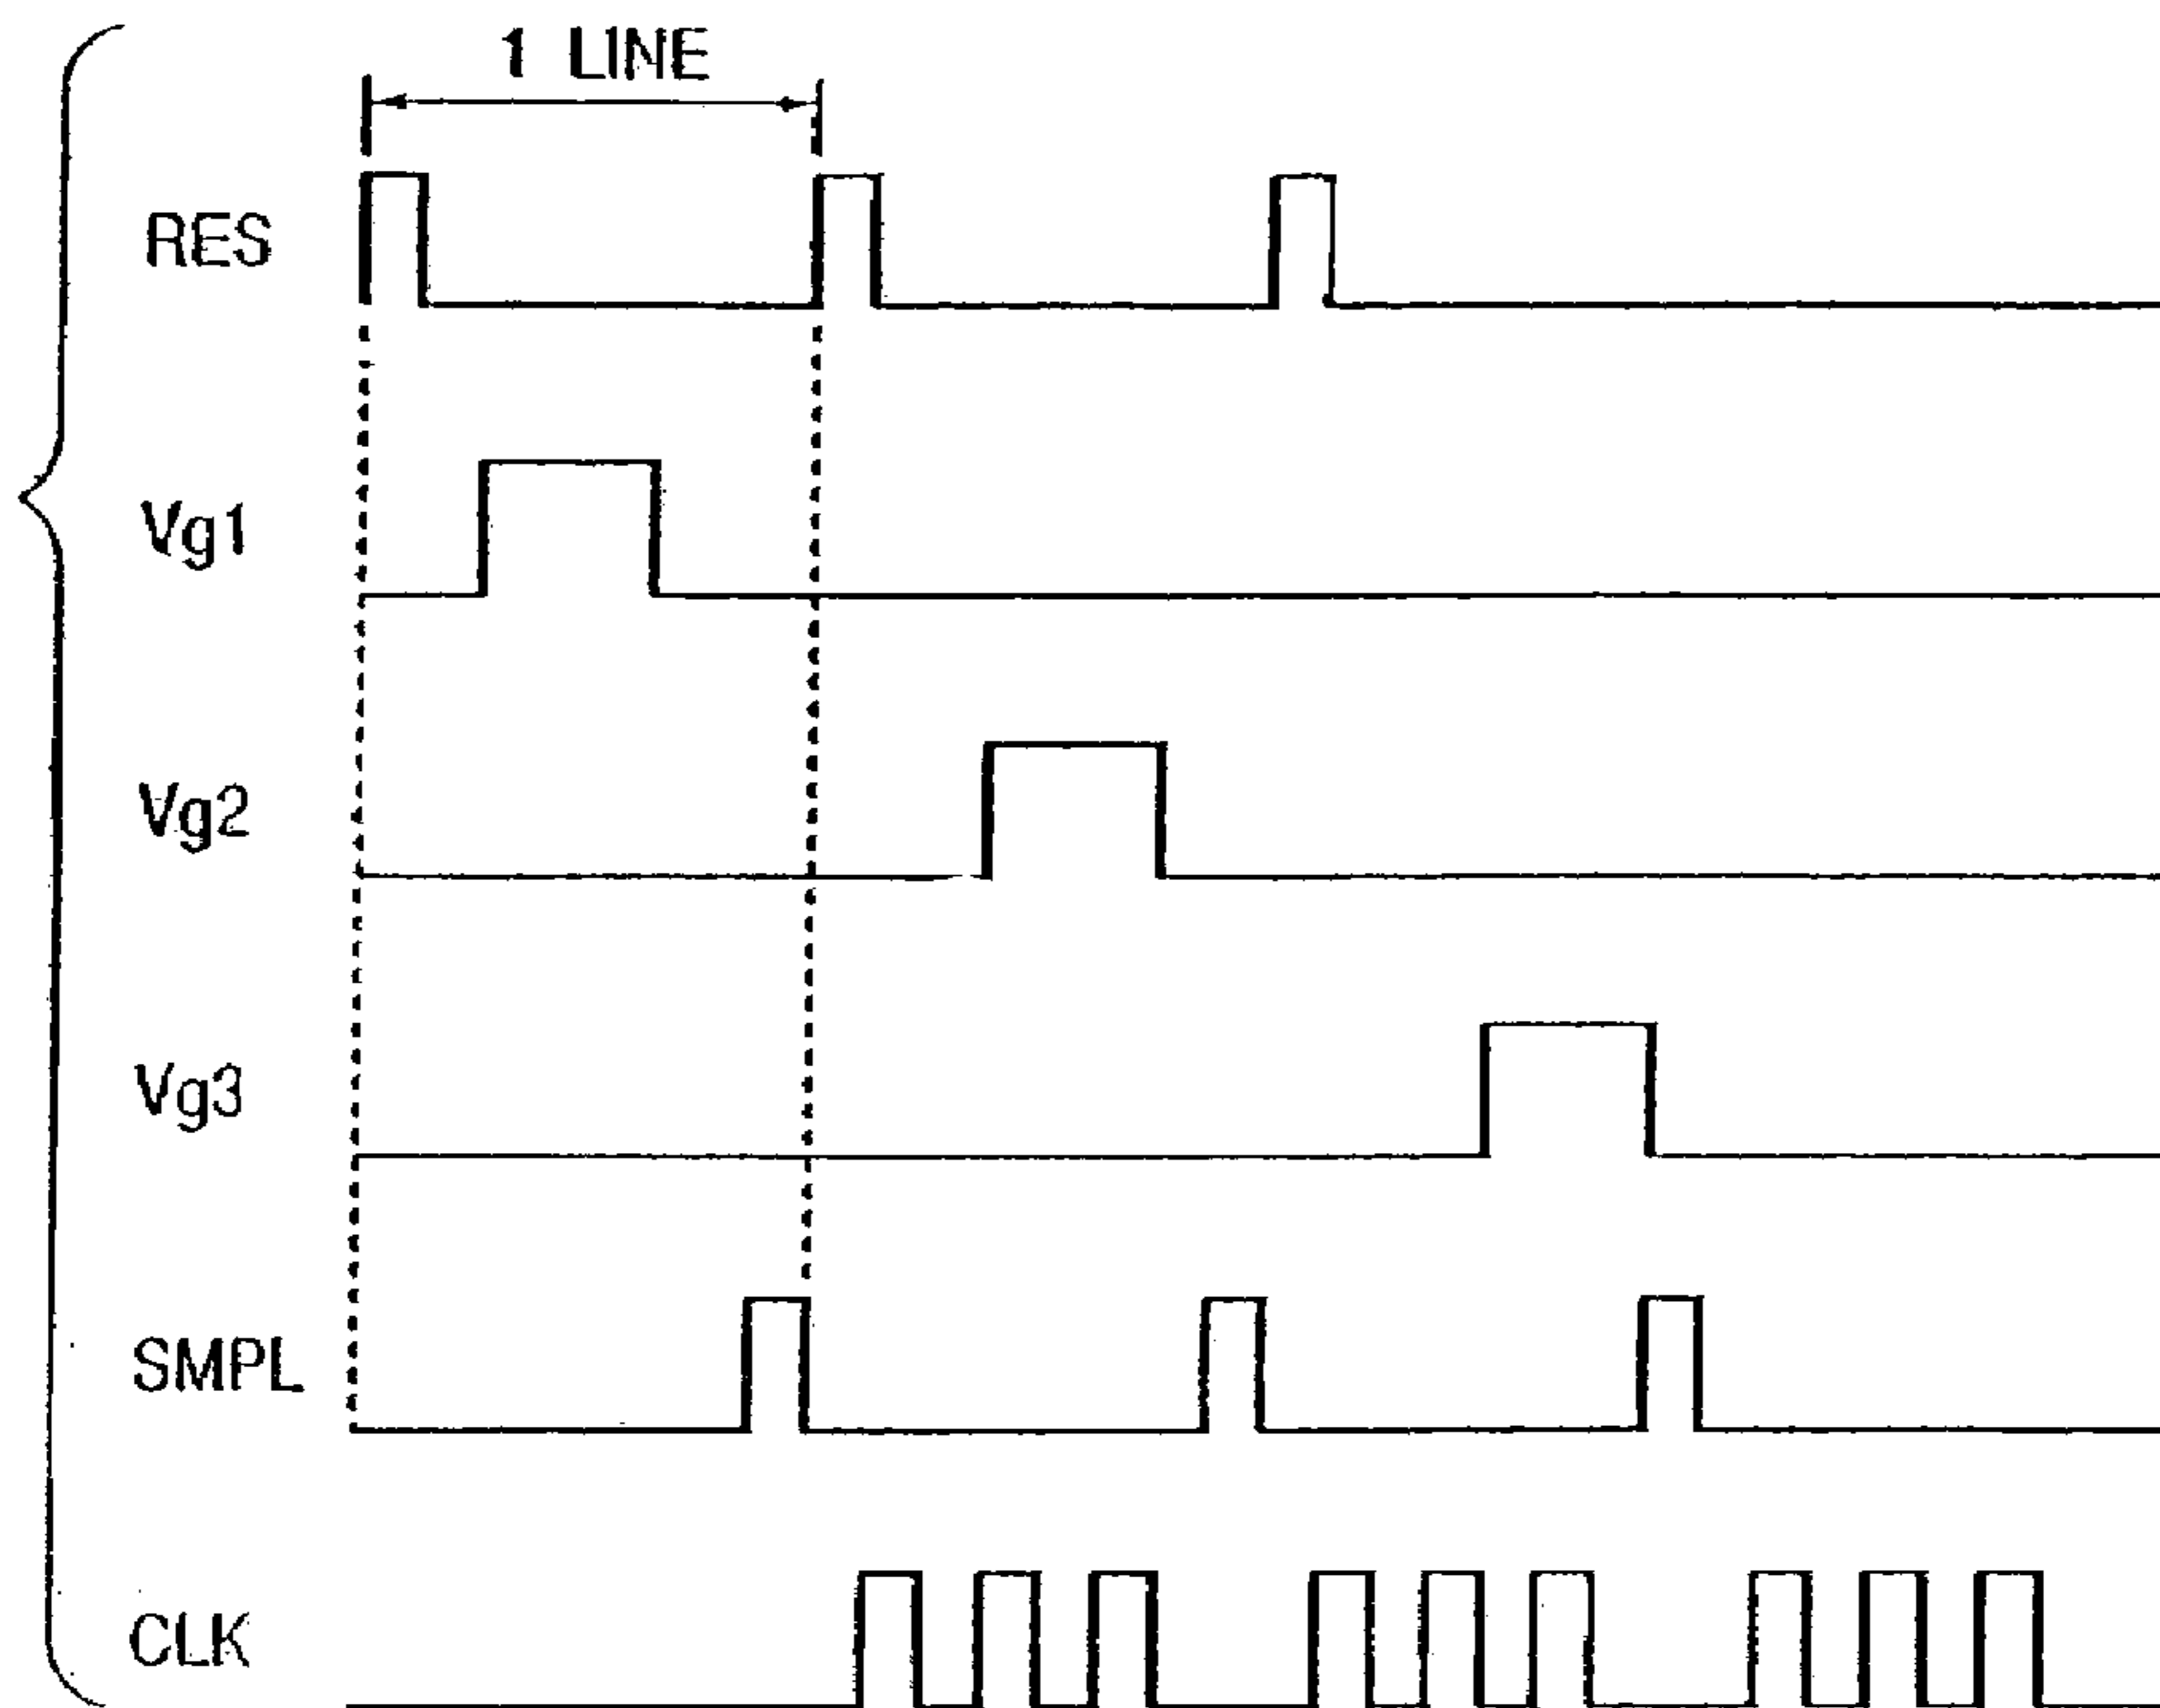 1 LINE
RES
Vg1
Vg2
Vg3
SMPL
CLK